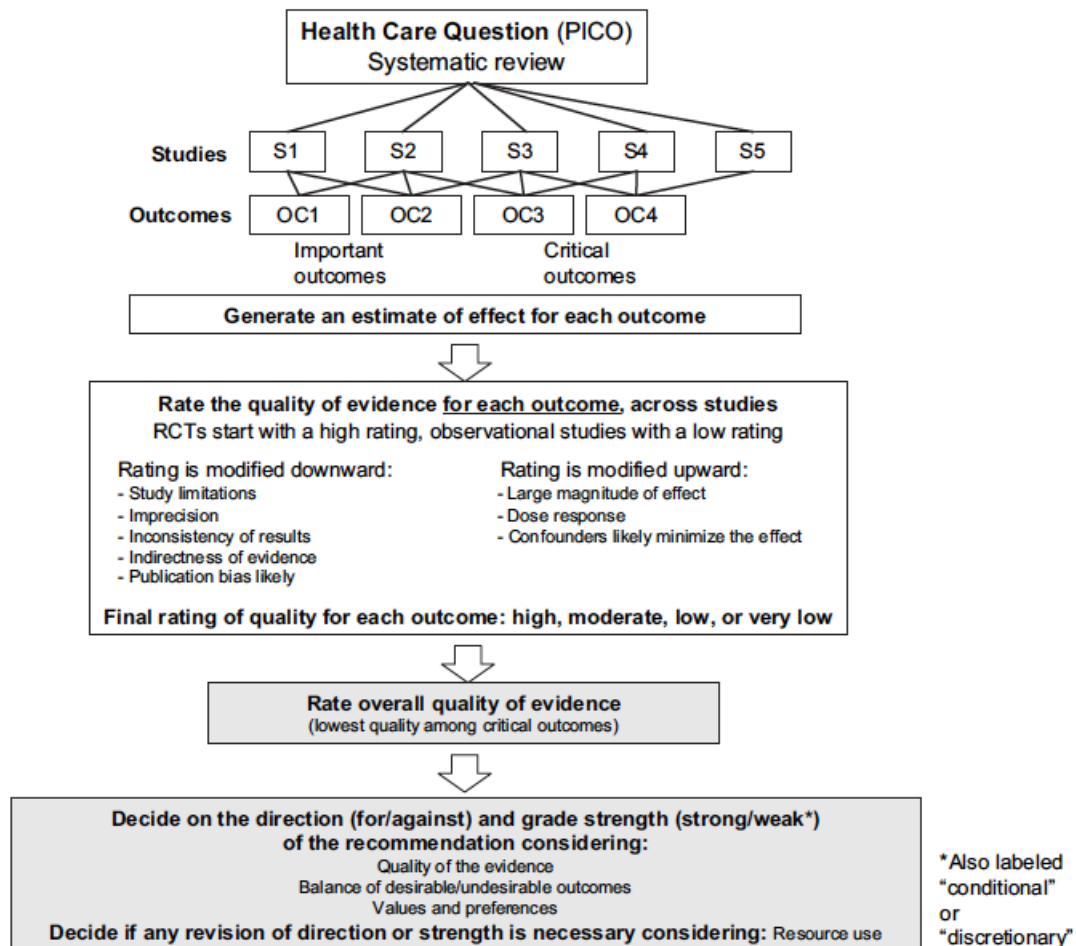 Health Care Question (PICO)
Systematic review
Studies
S1
S2
S3
S4
S5
Outcomes
OC1
OC2
OC3
OC4
Important
outcomes
Critical
outcomes
Generate an estimate of effect for each outcome
Rate the quality of evidence for each outcome, across studies
RCTs start with a high rating, observational studies with a low rating
Rating is modified downward:
- Study limitations
- Imprecision
- Inconsistency of results
- Indirectness of evidence
- Publication bias likely
Rating is modified upward:
- Large magnitude of effect
- Dose response
- Confounders likely minimize the effect
Final rating of quality for each outcome: high, moderate, low, or very low
Rate overall quality of evidence
(lowest quality among critical outcomes)
Decide on the direction (for/against) and grade strength (strong/weak*)
of the recommendation considering:
Quality of the evidence
Balance of desirable/undesirable outcomes
Values and preferences
Decide if any revision of direction or strength is necessary considering: Resource use
*Also labeled
“conditional”
or
“discretionary”